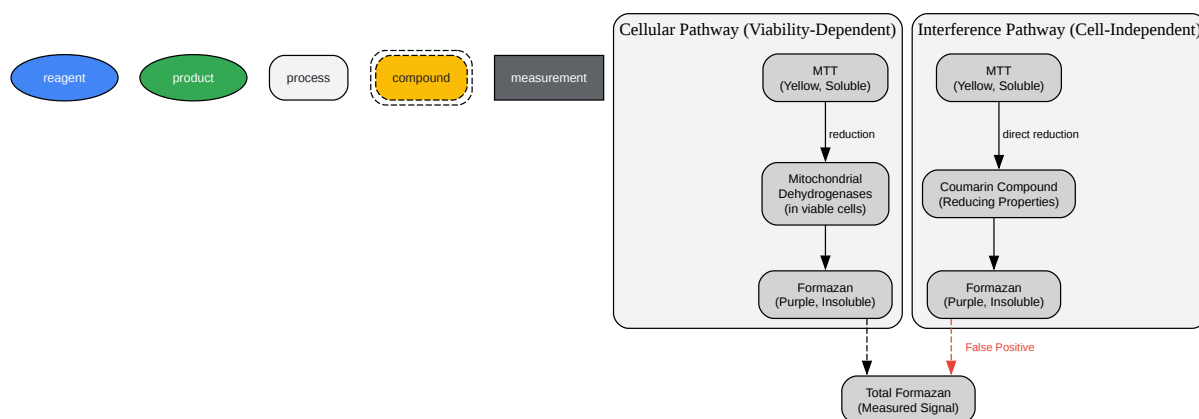 Cellular Pathway (Viability-Dependent)
Interference Pathway (Cell-Independent)
reagent
product
process
compound
measurement
MTT
(Yellow, Soluble)
MTT
(Yellow, Soluble)
reduction
direct reduction
Mitochondrial
Dehydrogenases
(in viable cells)
Coumarin Compound
(Reducing Properties)
Formazan
(Purple, Insoluble)
Formazan
(Purple, Insoluble)
False Positive
Total Formazan
(Measured Signal)